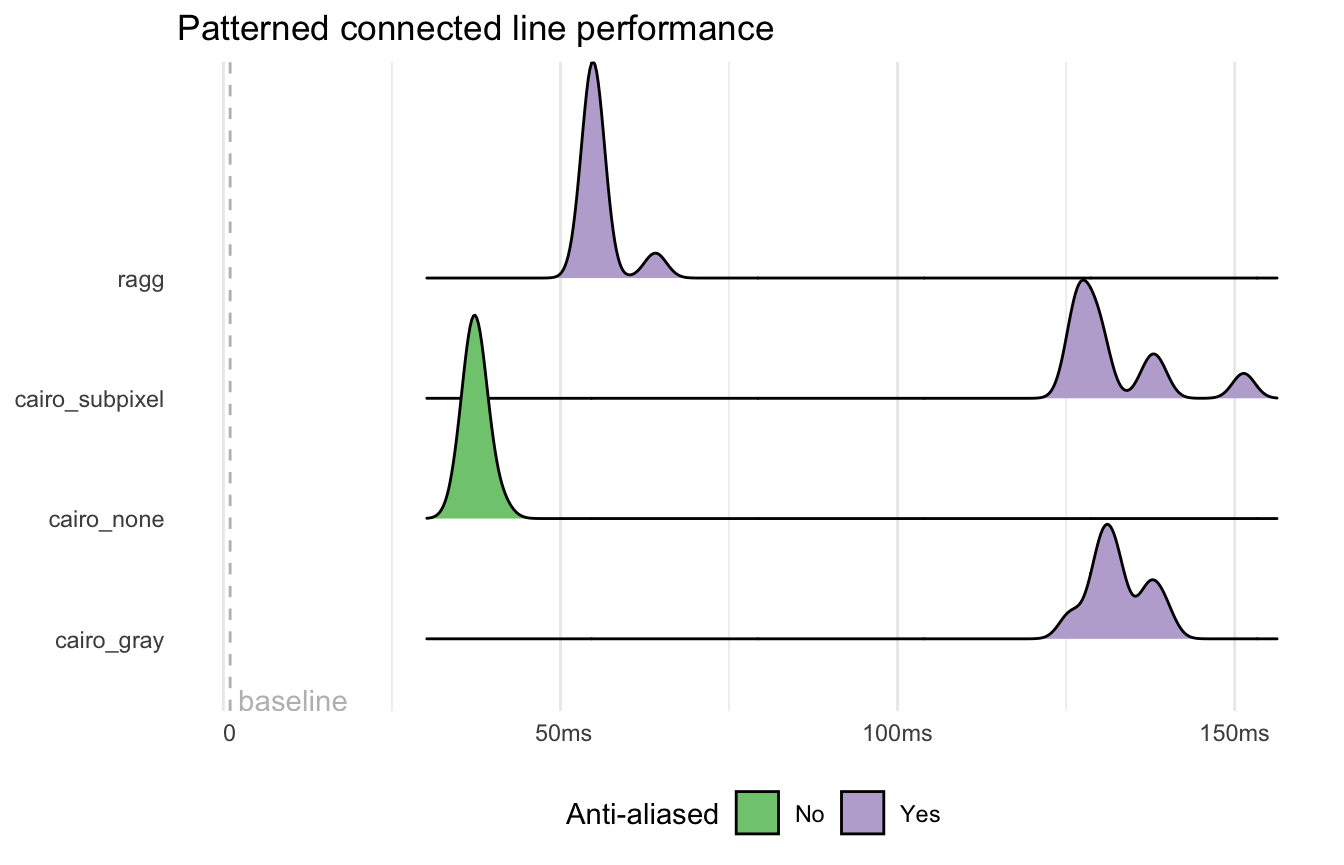 Patterned connected line performance
ragg
cairo_subpixel
cairo_none
cairo_gray
baseline
0 50ms 100ms 150ms
Anti-aliased No Yes